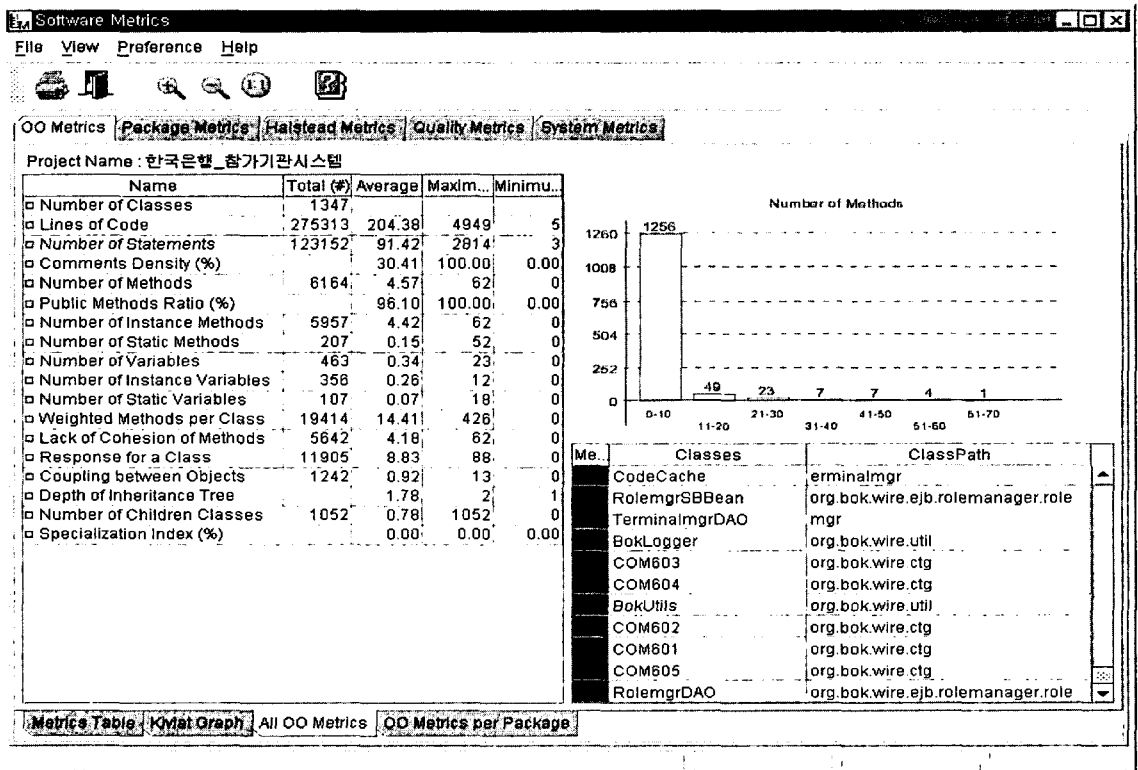 Software Metrics
File View Preference Help
OO Metrics Package Metrics Halstead Metrics Quality Metrics System Metrics
Project Name : 한국은행_참가기관시스템
Name Total (#) Average Maxim... Minimu...
Number of Classes 1347
Lines of Code 275313 204.38 4949 5
Number of Statements 123152 91.42 2814 3
Comments Density (%) 30.41 100.00 0.00
Number of Methods 6164 4.57 62 0
Public Methods Ratio (%) 96.10 100.00 0.00
Number of Instance Methods 5957 4.42 62 0
Number of Static Methods 207 0.15 52 0
Number of Variables 463 0.34 23 0
Number of Instance Variables 356 0.26 12 0
Number of Static Variables 107 0.07 18 0
Weighted Methods per Class 19414 14.41 426 0
Lack of Cohesion of Methods 5642 4.18 62 0
Response for a Class 11905 8.83 88 0
Coupling between Objects 1242 0.92 13 0
Depth of Inheritance Tree 1.78 2 1
Number of Children Classes 1052 0.78 1052 0
Specialization Index (%) 0.00 0.00 0.00
Number of Methods
1260 1256
1008
756
504
252
0 49 23 7 7 4 1
0-10 21-30 41-50 61-70
11-20 31-40 51-60
Me... Classes ClassPath
CodeCache erminalmgr
RolemgrSBBean org.bok.wire.ejb.rolemanager.role
TerminalmgrDAO mgr
BokLogger org.bok.wire.util
COM603 org.bok.wire.ctg
COM604 org.bok.wire.ctg
BokUtils org.bok.wire.util
COM602 org.bok.wire.ctg
COM601 org.bok.wire.ctg
COM605 org.bok.wire.ctg
RolemgrDAO org.bok.wire.ejb.rolemanager.role
Metrics Table Kiviat Graph All OO Metrics OO Metrics per Package